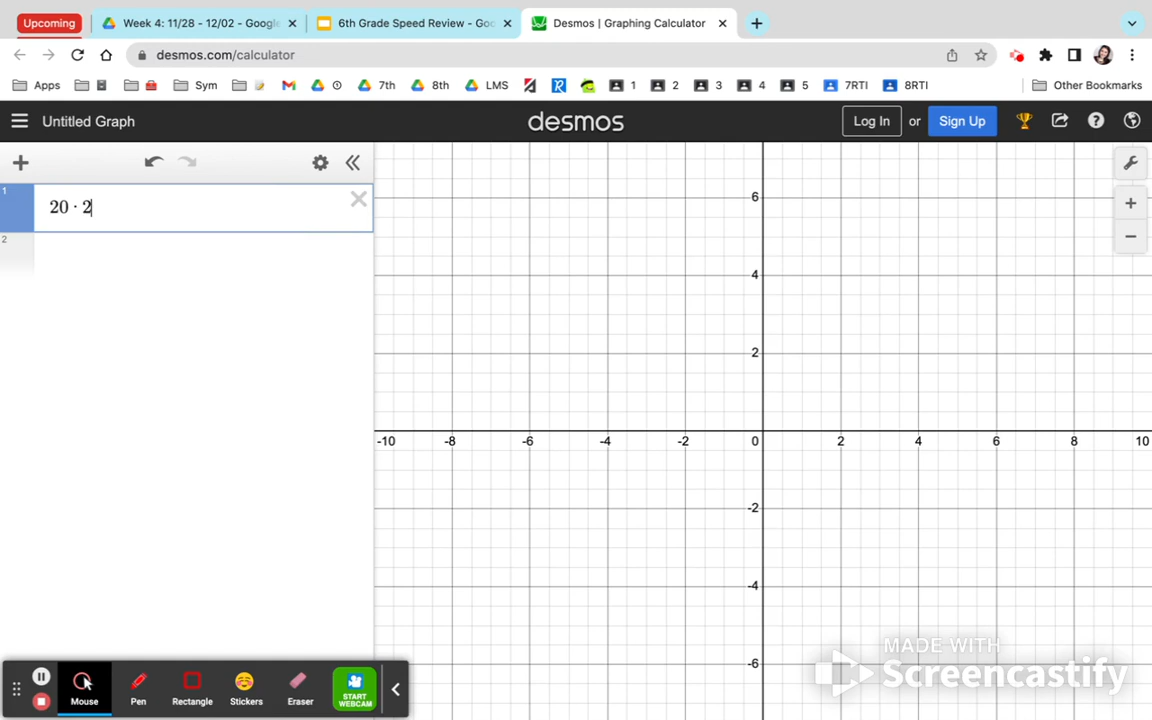 Upcoming
Week 4: 11/28 - 12/02 - Google
6th Grade Speed Review - Goo
Desmos | Graphing Calculator
desmos.com/calculator
Apps
Sym
7th
8th
LMS
1
2
3
4
5
7RTI
8RTI
Other Bookmarks
Untitled Graph
desmos
Log In
or
Sign Up
1
20 · 2
2
6
4
2
-10
-8
-6
-4
-2
0
2
4
6
8
10
-2
-4
-6
MADE WITH
Screencastify
Mouse
Pen
Rectangle
Stickers
Eraser
START
WEBCAM